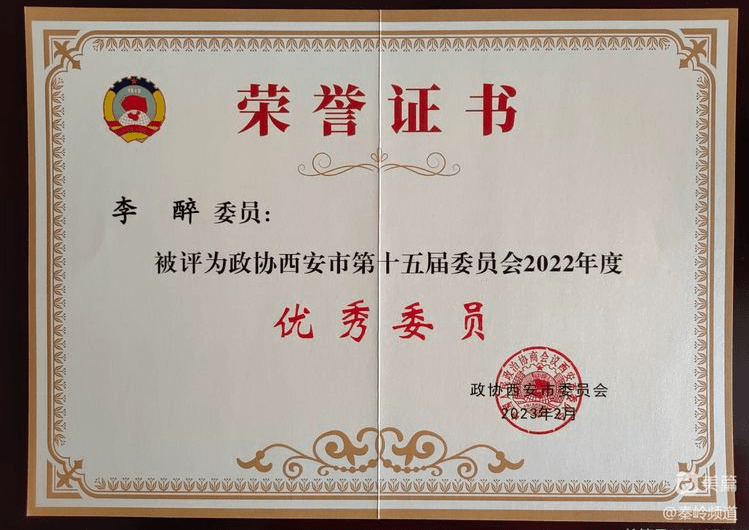 荣誉证书
李 醉 委员：
被评为政协西安市第十五届委员会2022年度
优秀委员
政协西安市委员会
2023年2月
美篇
@秦岭频道